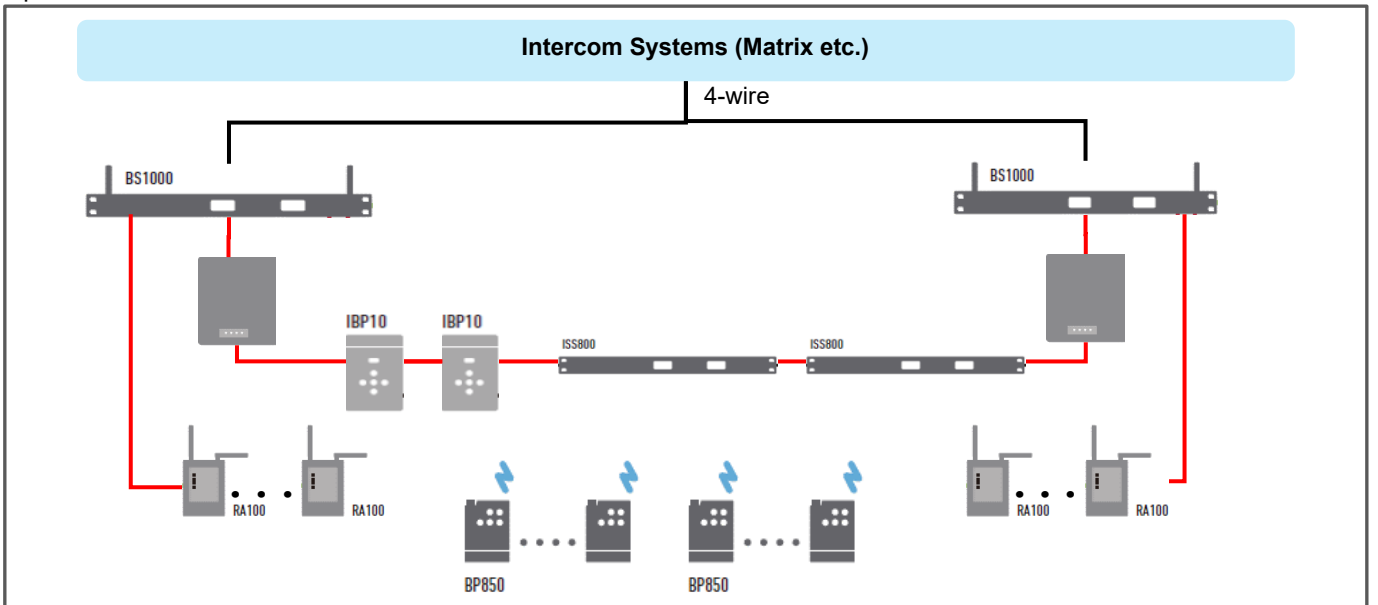 Intercom Systems (Matrix etc.)
4-wire
BS1000
BS1000
IBP10
IBP10
ISS800
ISS800
RA100
RA100
RA100
RA100
BP850
BP850